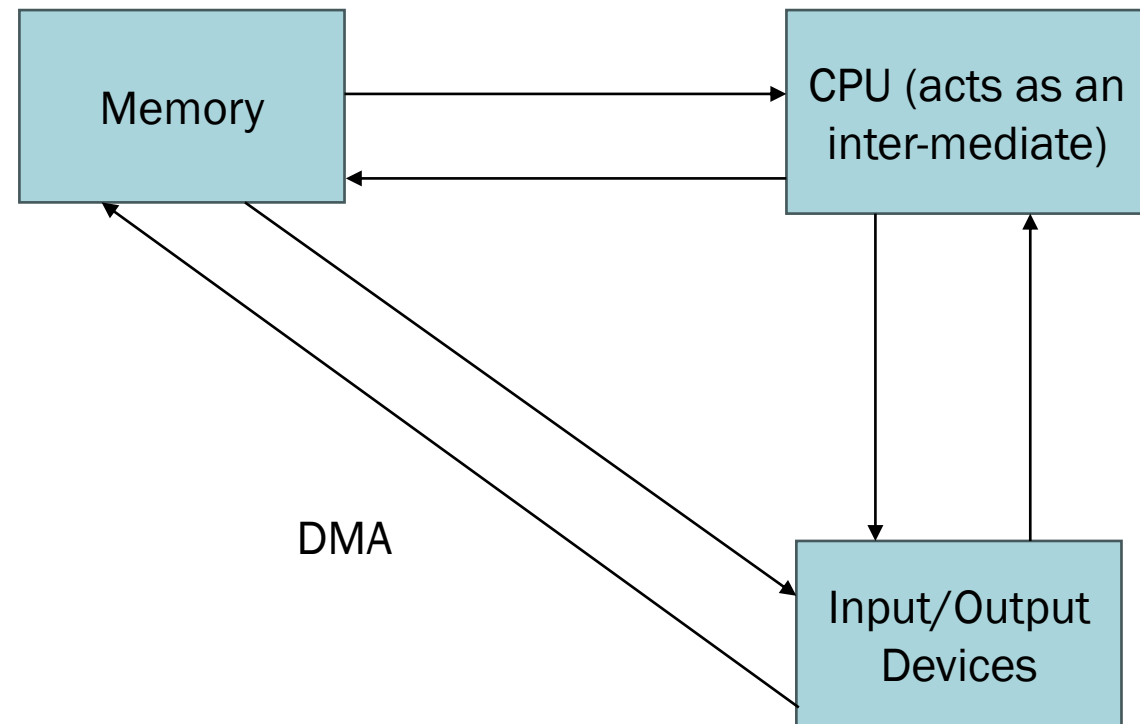 Memory
CPU (acts as an
inter-mediate)
DMA
Input/Output
Devices